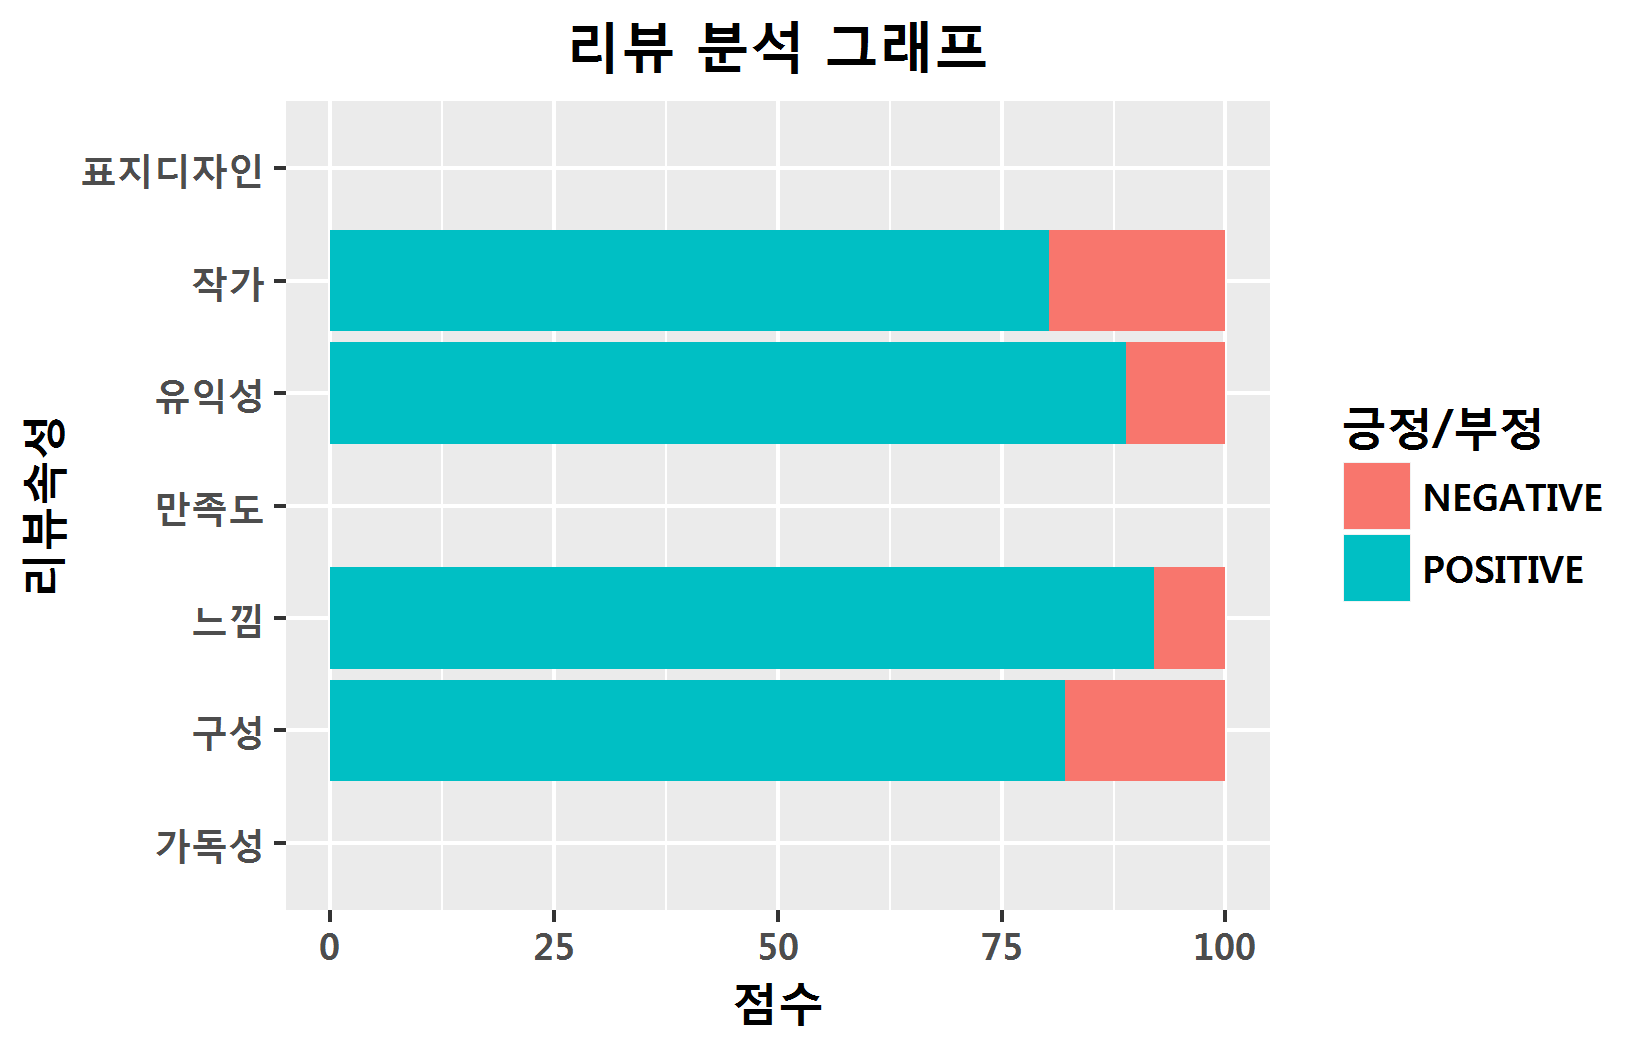 리뷰 분석 그래프
리뷰속성
표지디자인
작가
유익성
만족도
느낌
구성
가독성
0 25 50 75 100
점수
긍정/부정
NEGATIVE
POSITIVE